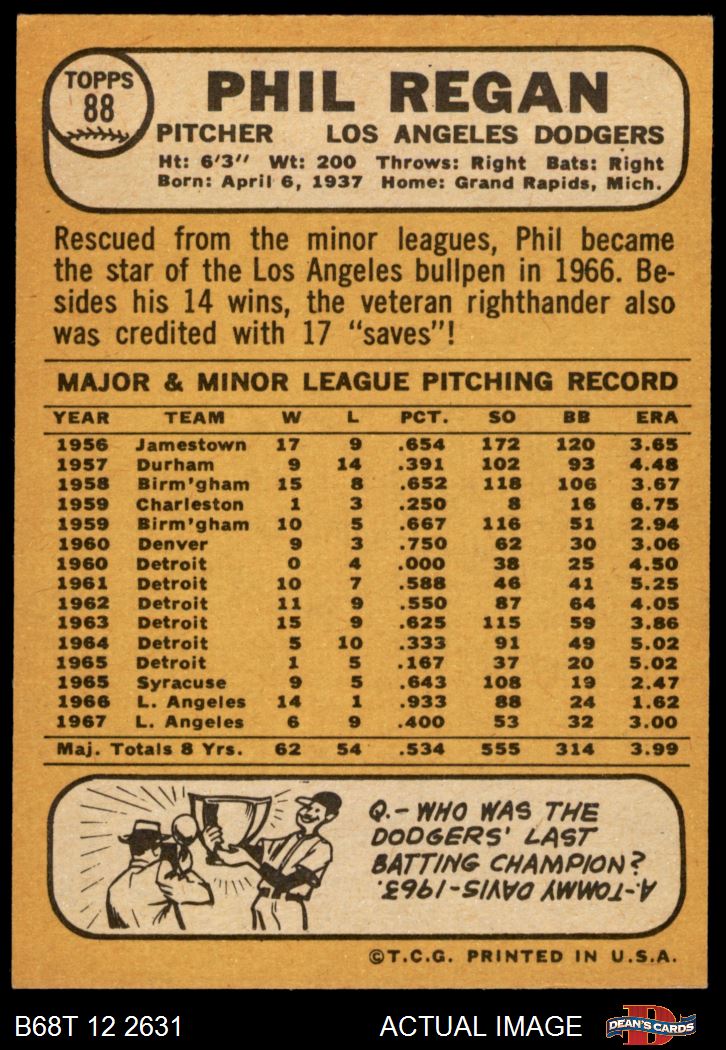 TOPPS
88
PHIL REGAN
PITCHER LOS ANGELES DODGERS
Ht: 6'3" Wt: 200 Throws: Right Bats: Right
Born: April 6, 1937 Home: Grand Rapids, Mich.
Rescued from the minor leagues, Phil became
the star of the Los Angeles bullpen in 1966. Be-
sides his 14 wins, the veteran righthander also
was credited with 17 "saves"!
MAJOR & MINOR LEAGUE PITCHING RECORD
YEAR TEAM W L PCT. SO BB ERA
1956 Jamestown 17 9 .654 172 120 3.65
1957 Durham 9 14 .391 102 93 4.48
1958 Birm'gham 15 8 .652 118 106 3.67
1959 Charleston 1 3 .250 8 16 6.75
1959 Birm'gham 10 5 .667 116 51 2.94
1960 Denver 9 3 .750 62 30 3.06
1960 Detroit 0 4 .000 38 25 4.50
1961 Detroit 10 7 .588 46 41 5.25
1962 Detroit 11 9 .550 87 64 4.05
1963 Detroit 15 9 .625 115 59 3.86
1964 Detroit 5 10 .333 91 49 5.02
1965 Detroit 1 5 .167 37 20 5.02
1965 Syracuse 9 5 .643 108 19 2.47
1966 L. Angeles 14 1 .933 88 24 1.62
1967 L. Angeles 6 9 .400 53 32 3.00
Maj. Totals 8 Yrs. 62 54 .534 555 314 3.99
Q.-WHO WAS THE
DODGERS' LAST
BATTING CHAMPION?
A-TOMMY DAVIS-1963.
©T.C.G. PRINTED IN U.S.A.
B68T 12 2631 ACTUAL IMAGE
D
DEAN'S CARDS